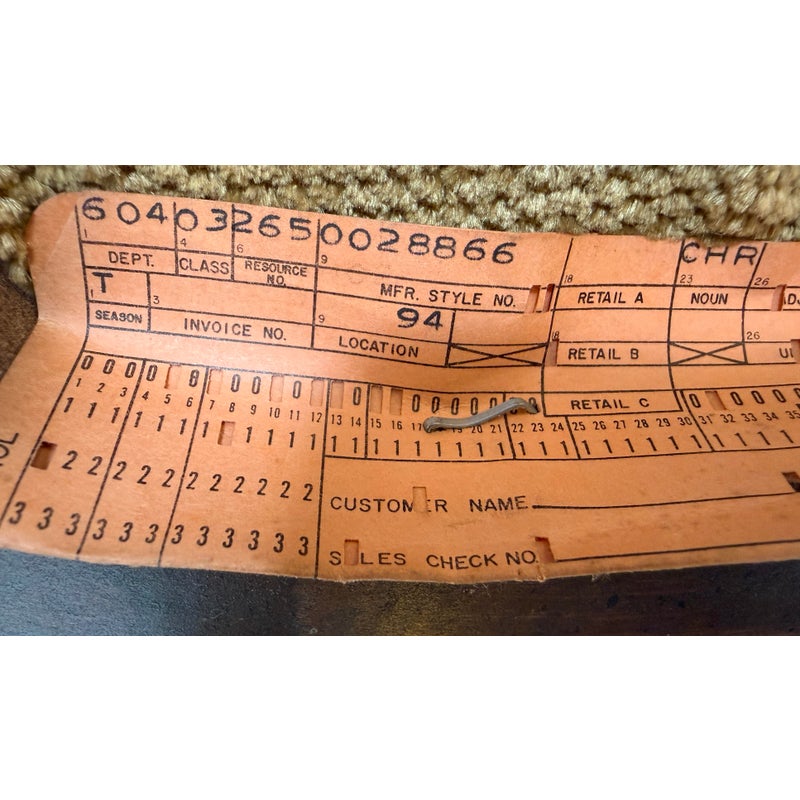 604 03 265 0028866 CHR
1 4 6 9 18 23 26
DEPT. CLASS RESOURCE NO. MFR. STYLE NO. RETAIL A NOUN
T 94
1 3 9 18 26
SEASON INVOICE NO. LOCATION RETAIL B
RETAIL C
0 0 0 0 0 0 0 0 0 0 0 0 0 0 0 0 0 0 0
1 2 3 4 5 6 7 8 9 10 11 12 13 14 15 16 19 20 21 22 23 24 25 26 27 28 29 30 31 32 33 34 35
1 1 1 1 1 1 1 1 1 1 1 1 1 1 1 1 1 1 1 1 1 1 1 1 1 1 1 1 1 1 1 1
2 2 2 2 2 2 2 2 2 2 2
CUSTOMER NAME
3 3 3 3 3 3 3 3 3 3 3 3
SALES CHECK NO.